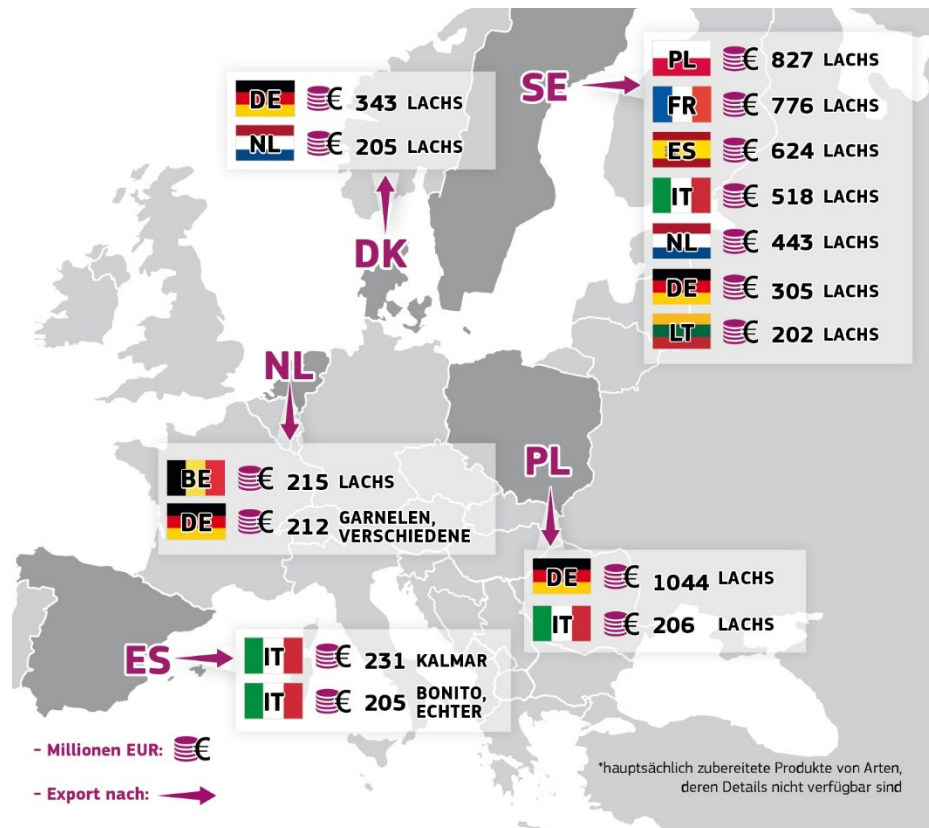 DE € 343 LACHS
NL € 205 LACHS
DK
SE
PL € 827 LACHS
FR € 776 LACHS
ES € 624 LACHS
IT € 518 LACHS
NL € 443 LACHS
DE € 305 LACHS
LT € 202 LACHS
NL
BE € 215 LACHS
DE € 212 GARNELEN,
VERSCHIEDENE
PL
DE € 1044 LACHS
IT € 206 LACHS
ES
IT € 231 KALMAR
IT € 205 BONITO,
ECHTER
- Millionen EUR: €
- Export nach:
*hauptsächlich zubereitete Produkte von Arten,
deren Details nicht verfügbar sind